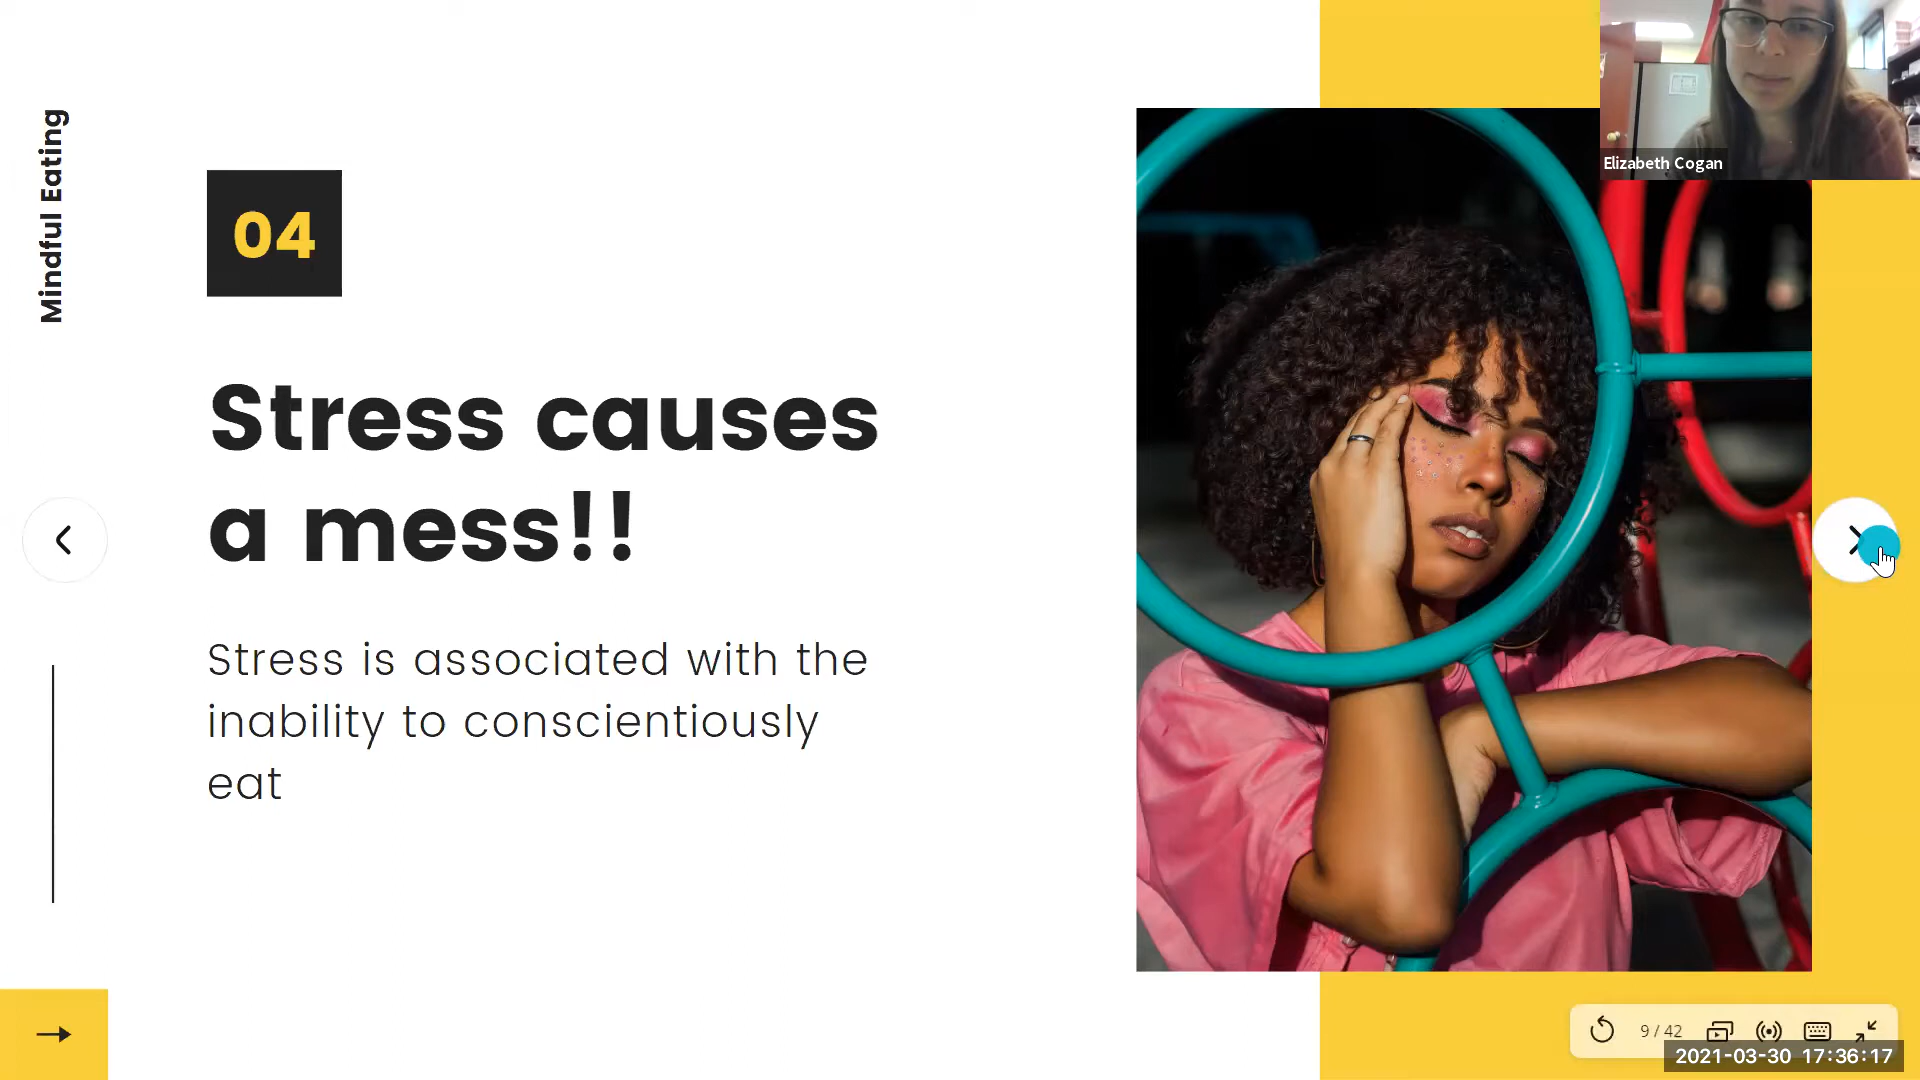 Mindful Eating
04
Stress causes
a mess!!
Stress is associated with the
inability to conscientiously
eat
Elizabeth Cogan
9 / 42
2021-03-30 17:36:17